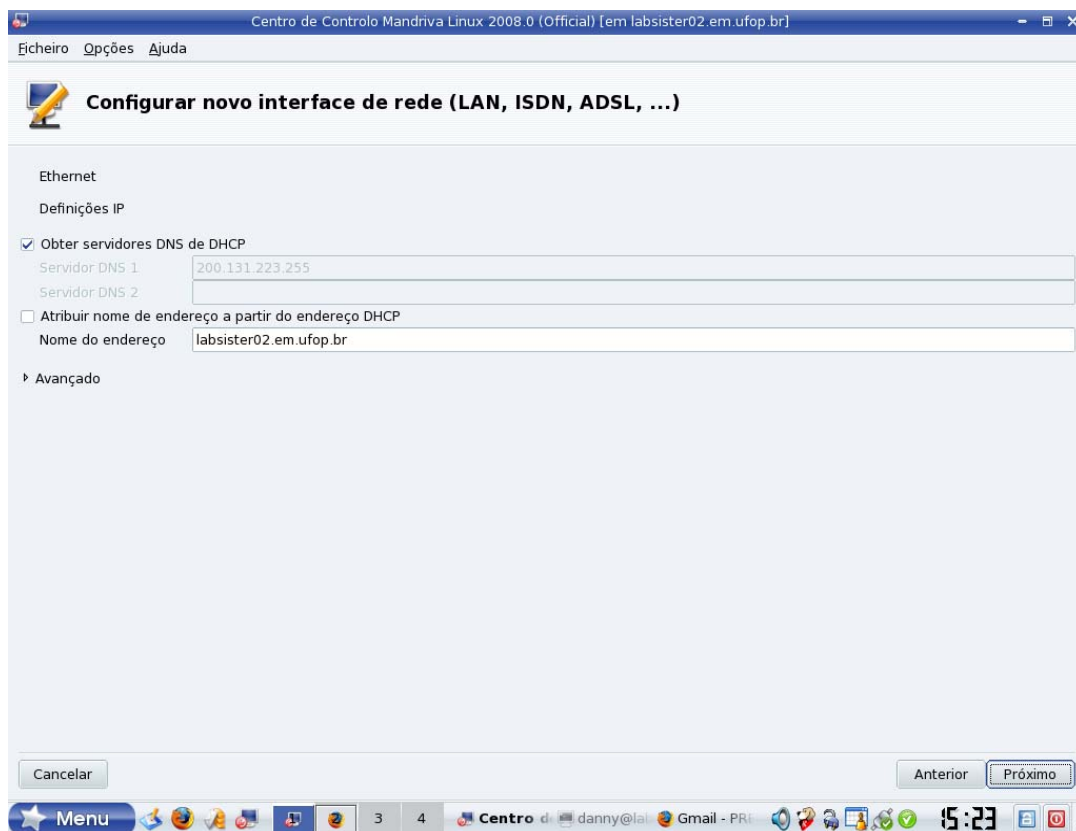 Centro de Controlo Mandriva Linux 2008.0 (Official) [em labsister02.em.ufop.br]
Ficheiro Opções Ajuda
Configurar novo interface de rede (LAN, ISDN, ADSL, ...)
Ethernet
Definições IP
Obter servidores DNS de DHCP
Servidor DNS 1 200.131.223.255
Servidor DNS 2
Atribuir nome de endereço a partir do endereço DHCP
Nome do endereço labsister02.em.ufop.br
Avançado
Cancelar Anterior Próximo
Menu 2 3 4 Centro d danny@la Gmail - PR 15:23